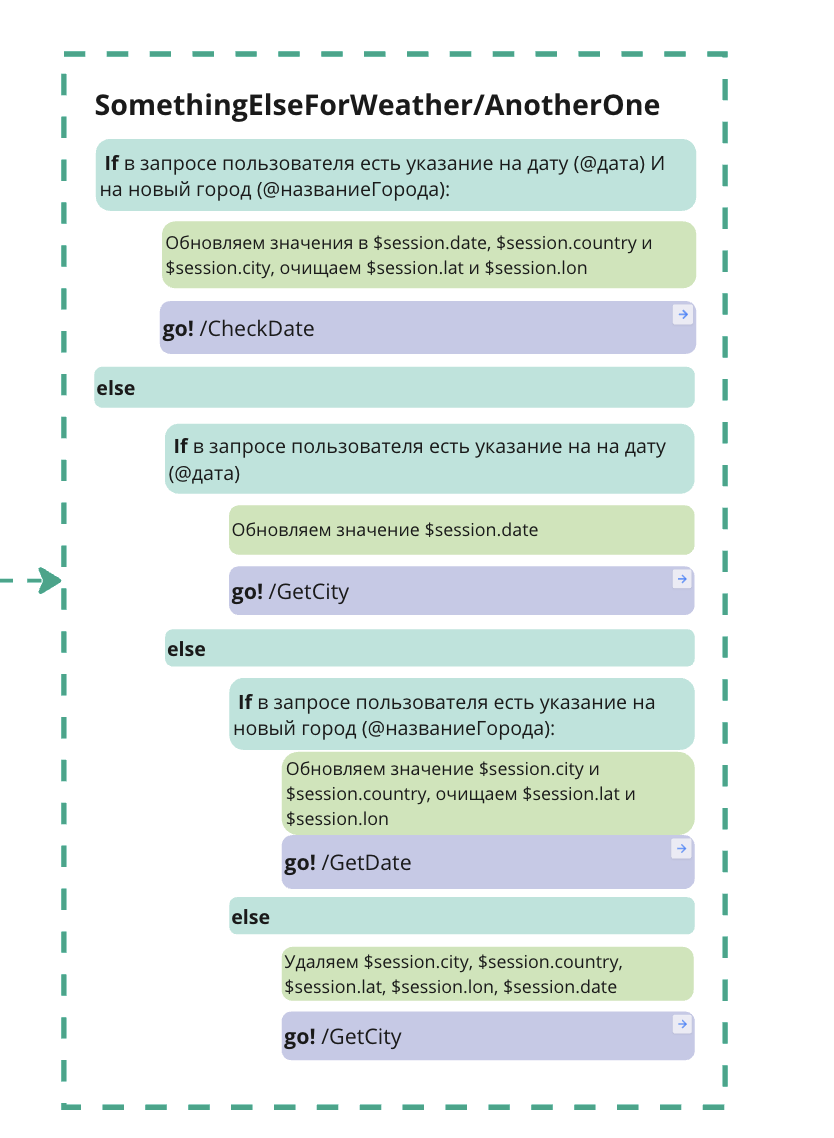 SomethingElseForWeather/AnotherOne
If в запросе пользователя есть указание на дату (@дата) И
на новый город (@названиеГорода):
Обновляем значения в $session.date, $session.country и
$session.city, очищаем $session.lat и $session.lon
go! /CheckDate
else
If в запросе пользователя есть указание на на дату
(@дата)
Обновляем значение $session.date
go! /GetCity
else
If в запросе пользователя есть указание на
новый город (@названиеГорода):
Обновляем значение $session.city и
$session.country, очищаем $session.lat и
$session.lon
go! /GetDate
else
Удаляем $session.city, $session.country,
$session.lat, $session.lon, $session.date
go! /GetCity